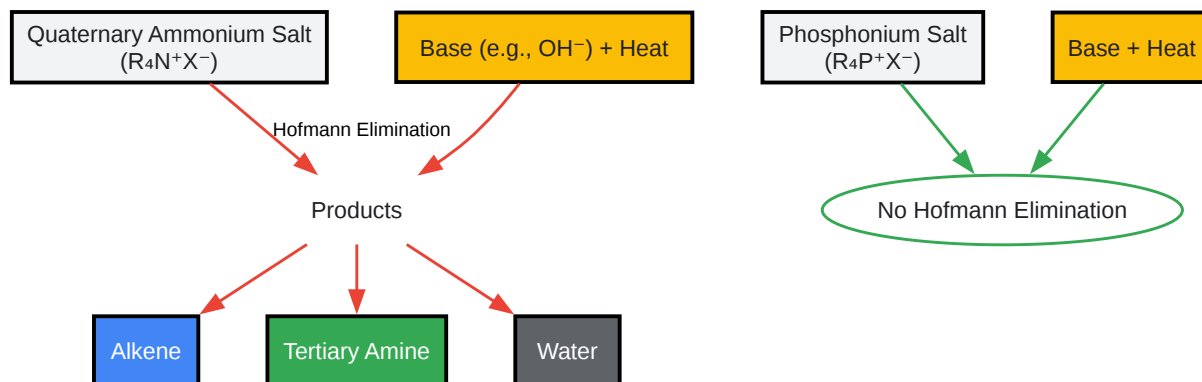 Quaternary Ammonium Salt
(R₄N⁺X⁻)
Base (e.g., OH⁻) + Heat
Phosphonium Salt
(R₄P⁺X⁻)
Base + Heat
Hofmann Elimination
Products
No Hofmann Elimination
Alkene
Tertiary Amine
Water